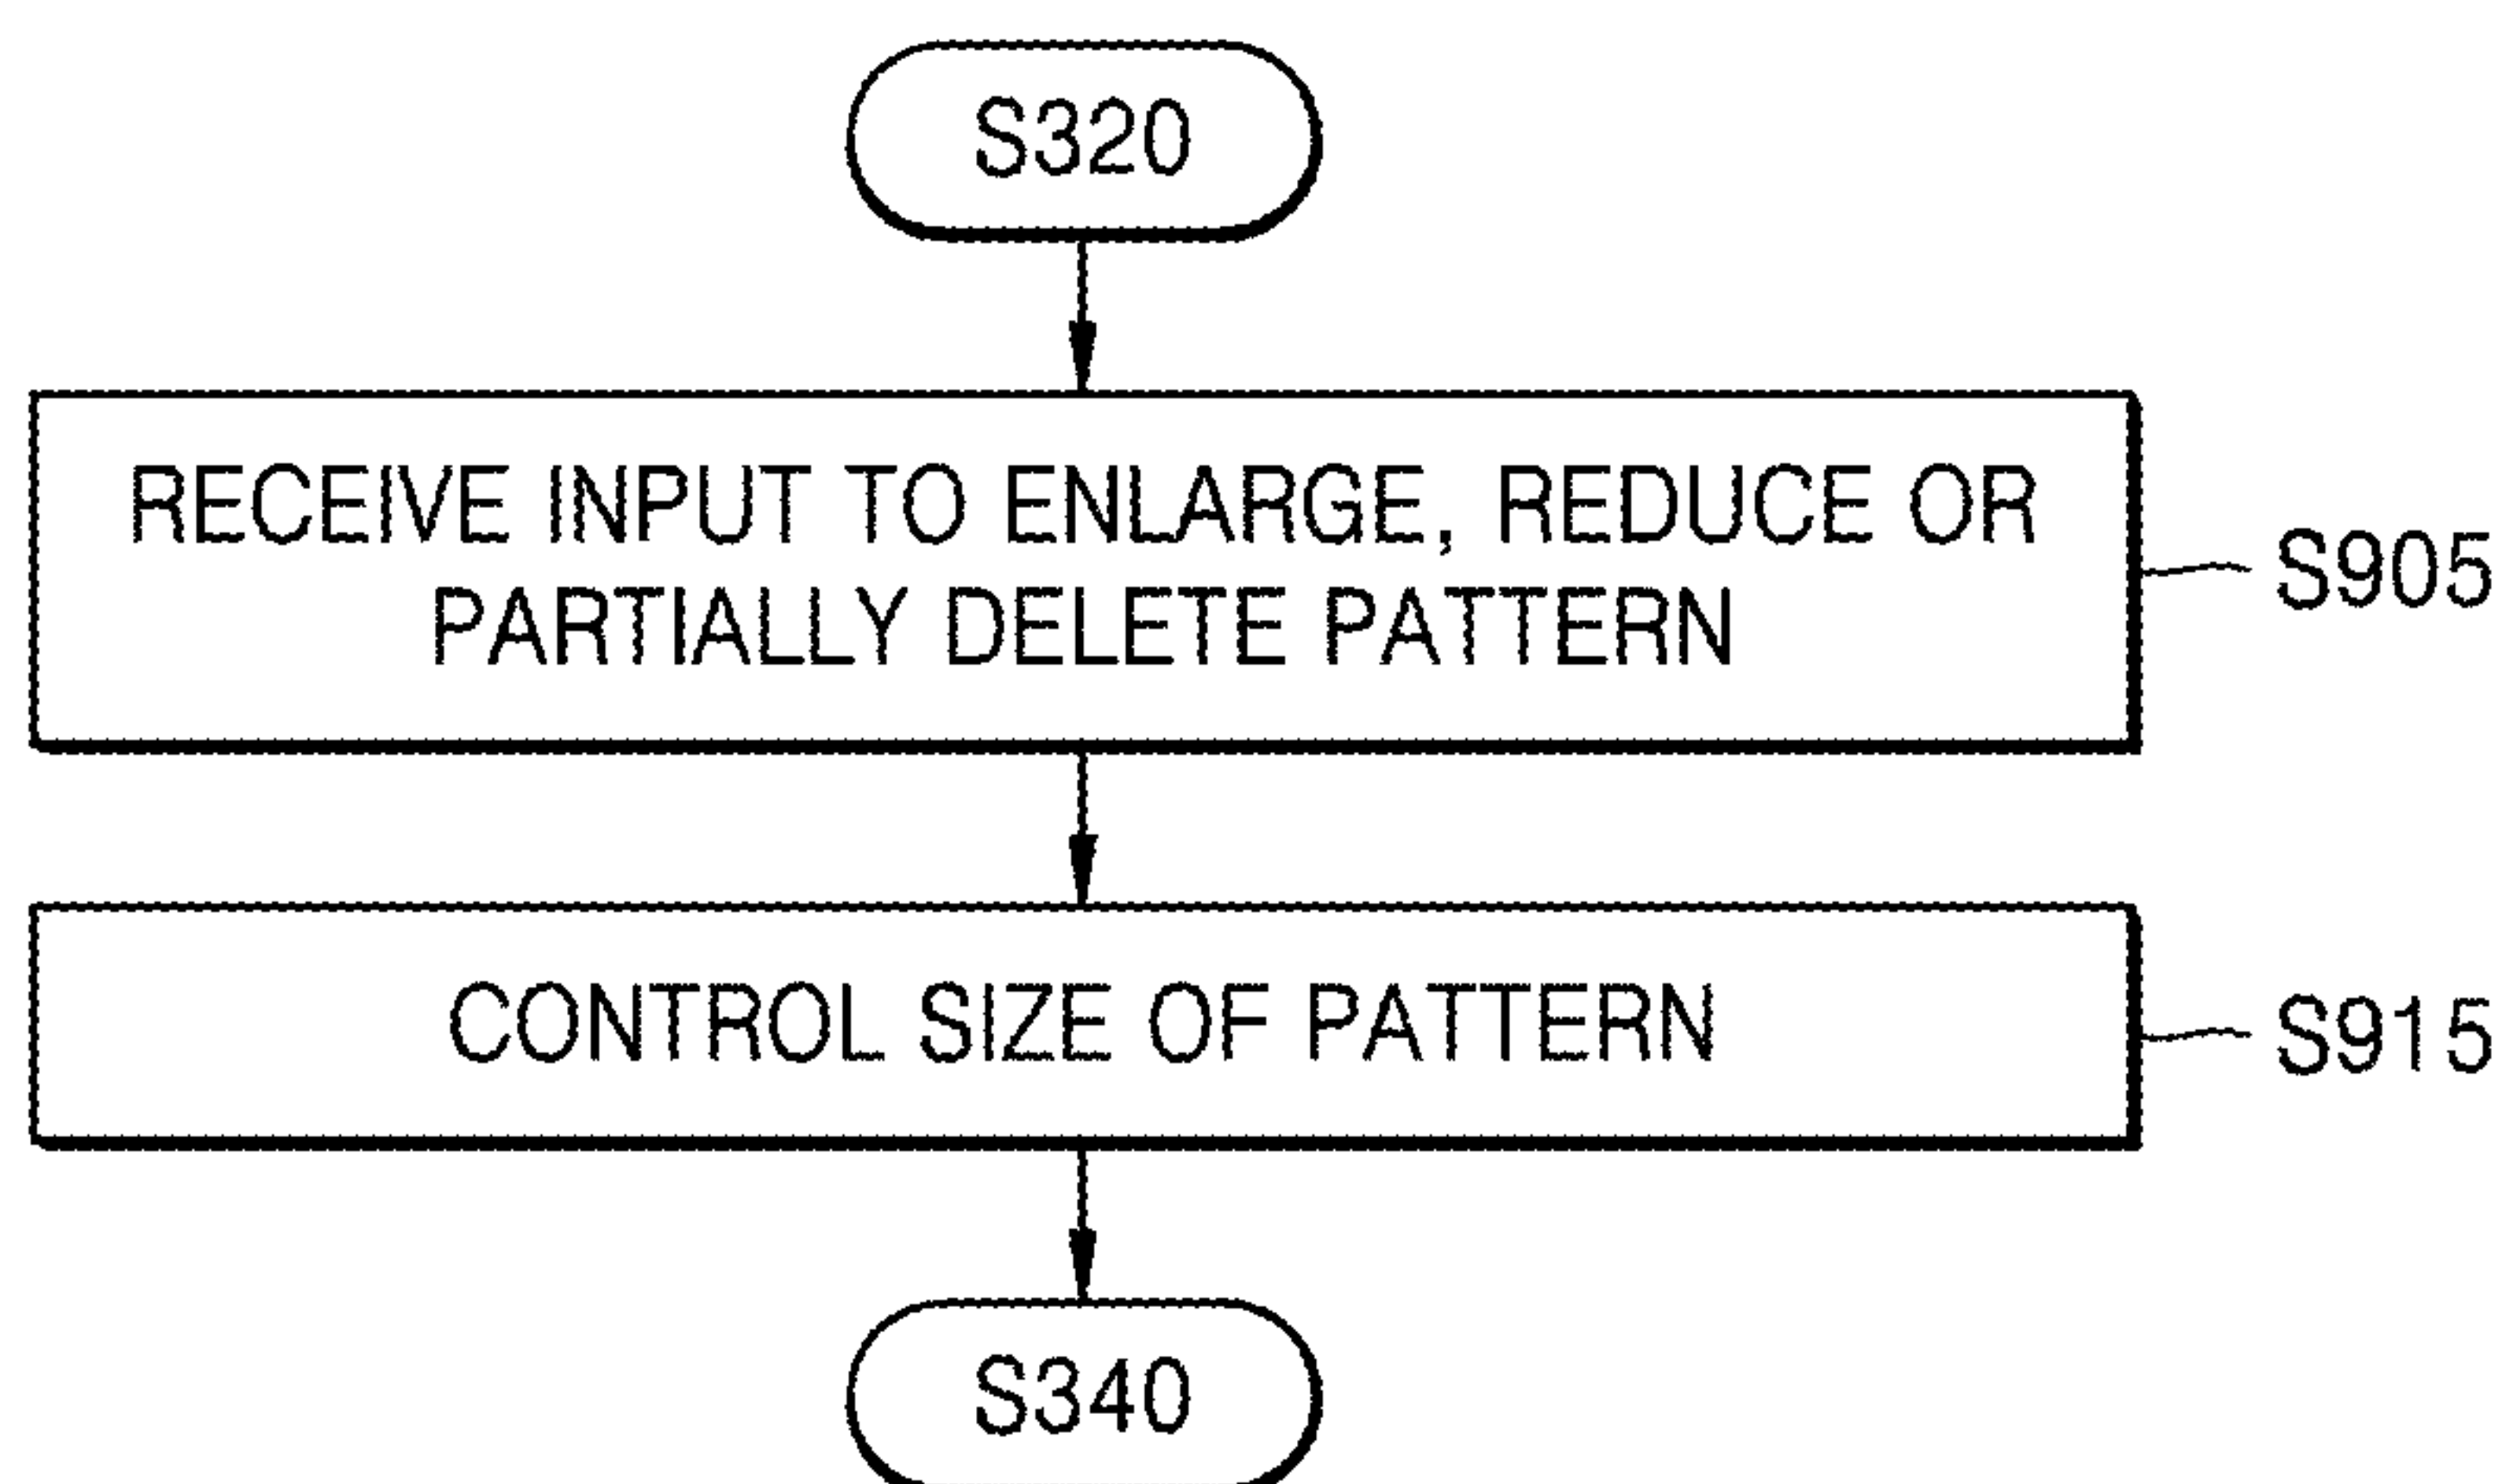 S320
RECEIVE INPUT TO ENLARGE, REDUCE OR
PARTIALLY DELETE PATTERN
S905
CONTROL SIZE OF PATTERN
S915
S340